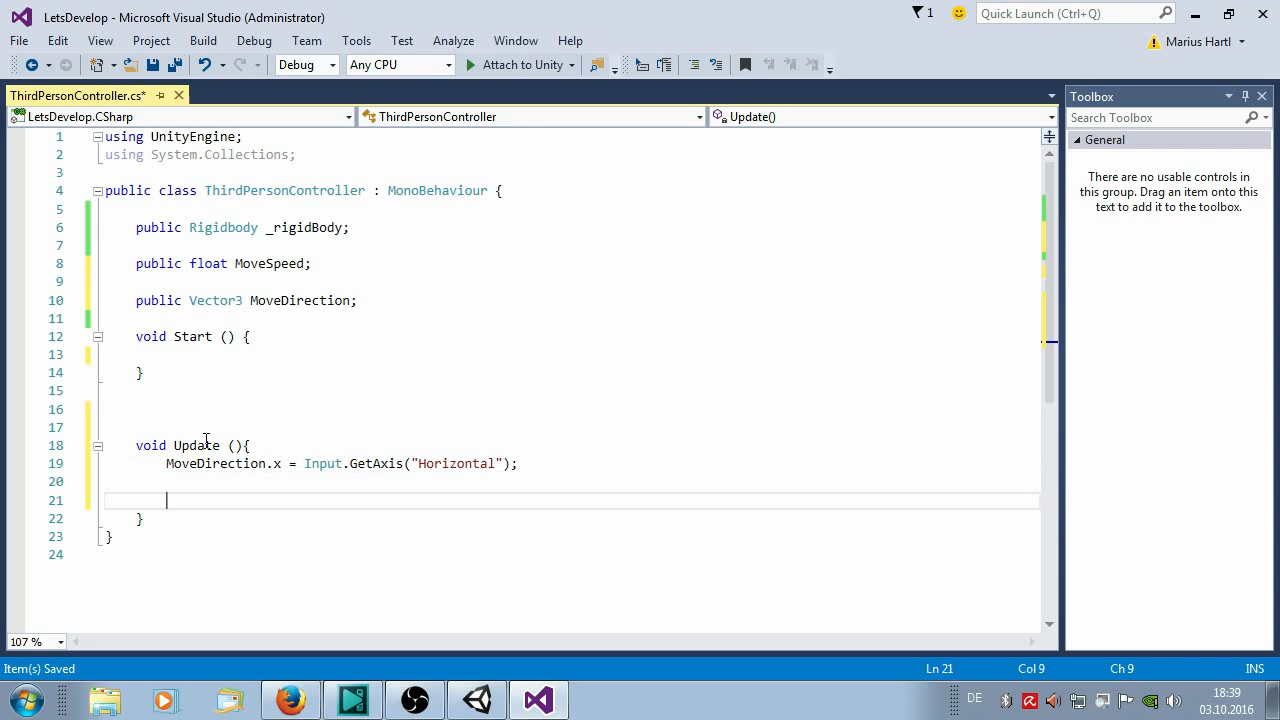 LetsDevelop - Microsoft Visual Studio (Administrator)
1
Quick Launch (Ctrl+Q)
File Edit View Project Build Debug Team Tools Test Analyze Window Help
Marius Hartl
Debug Any CPU Attach to Unity
ThirdPersonController.cs*
Toolbox
LetsDevelop.CSharp ThirdPersonController Update()
Search Toolbox
General
There are no usable controls in
this group. Drag an item onto this
text to add it to the toolbox.
1 using UnityEngine;
2 using System.Collections;
3
4 public class ThirdPersonController : MonoBehaviour {
5
6 public Rigidbody _rigidBody;
7
8 public float MoveSpeed;
9
10 public Vector3 MoveDirection;
11
12 void Start () {
13
14 }
15
16
17
18 void Update (){
19 MoveDirection.x = Input.GetAxis("Horizontal");
20
21
22 }
23 }
24
107 %
Item(s) Saved
Ln 21 Col 9 Ch 9 INS
DE
18:39
03.10.2016